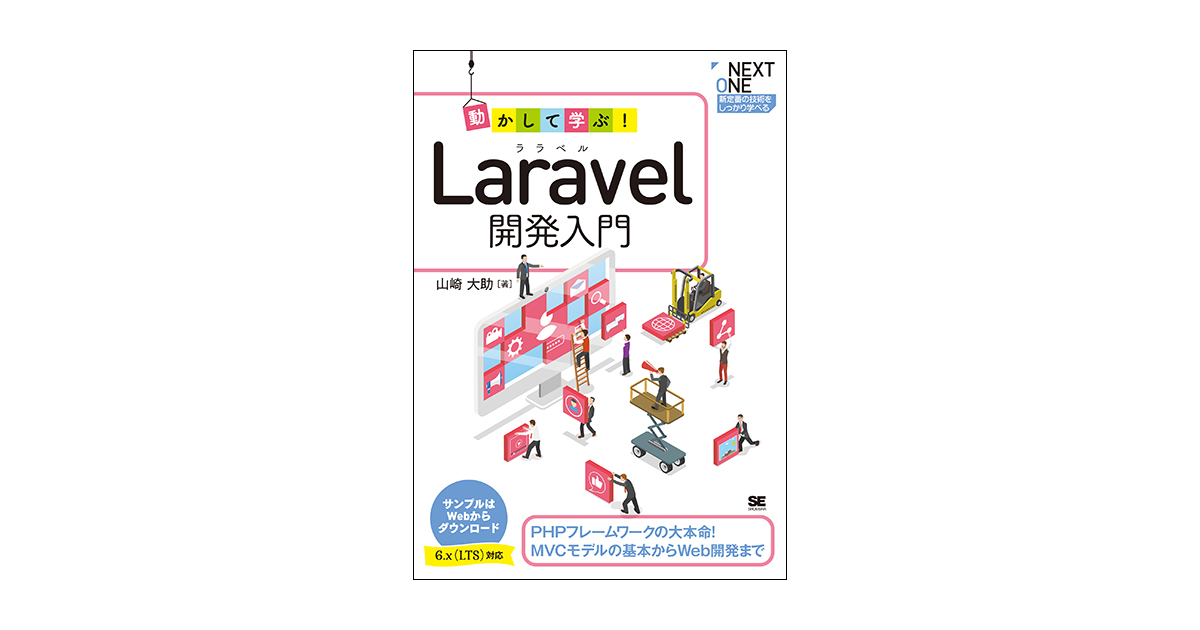 NEXT
ONE
新定番の技術を
しっかり学べる
動かして学ぶ！
ララベル
Laravel
開発入門
山崎 大助［著］
サンプルは
Webから
ダウンロード
6.x（LTS）対応
SE
SHOEISHA
PHPフレームワークの大本命！
MVCモデルの基本からWeb開発まで